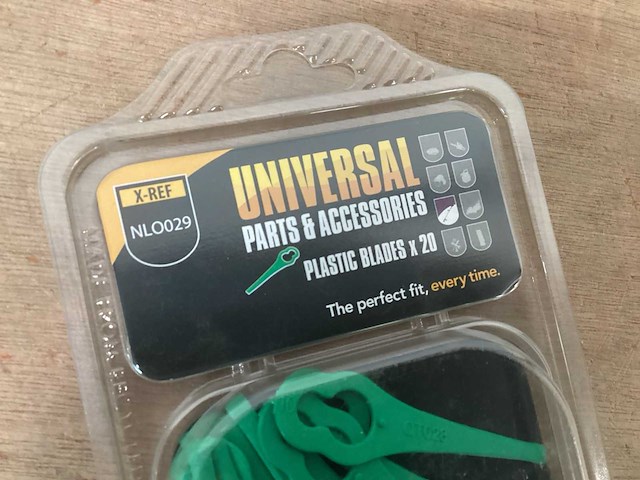 X-REF
NLO029
UNIVERSAL
PARTS & ACCESSORIES
PLASTIC BLADES x 20
The perfect fit, every time.